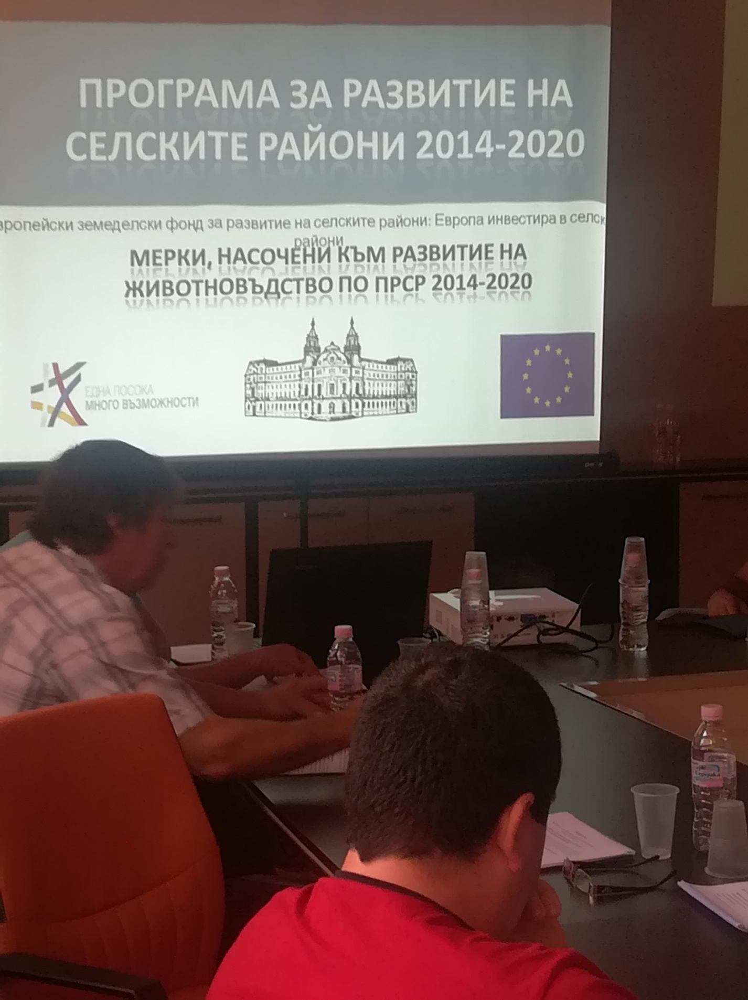 ПРОГРАМА ЗА РАЗВИТИЕ НА
СЕЛСКИТЕ РАЙОНИ 2014-2020
вропейски земеделски фонд за развитие на селските райони: Европа инвестира в селск
райони
МЕРКИ, НАСОЧЕНИ КЪМ РАЗВИТИЕ НА
ЖИВОТНОВЪДСТВО ПО ПРСР 2014-2020
ЕДНА ПОСОКА
МНОГО ВЪЗМОЖНОСТИ
Сердика